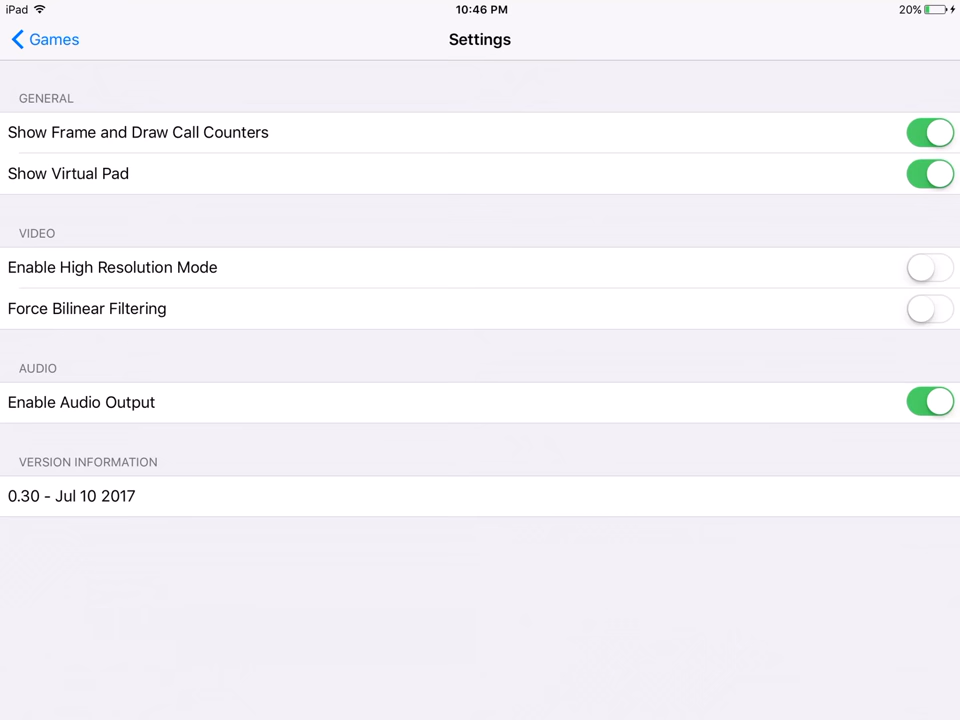 iPad 10:46 PM 20%
Games Settings
GENERAL
Show Frame and Draw Call Counters
Show Virtual Pad
VIDEO
Enable High Resolution Mode
Force Bilinear Filtering
AUDIO
Enable Audio Output
VERSION INFORMATION
0.30 - Jul 10 2017